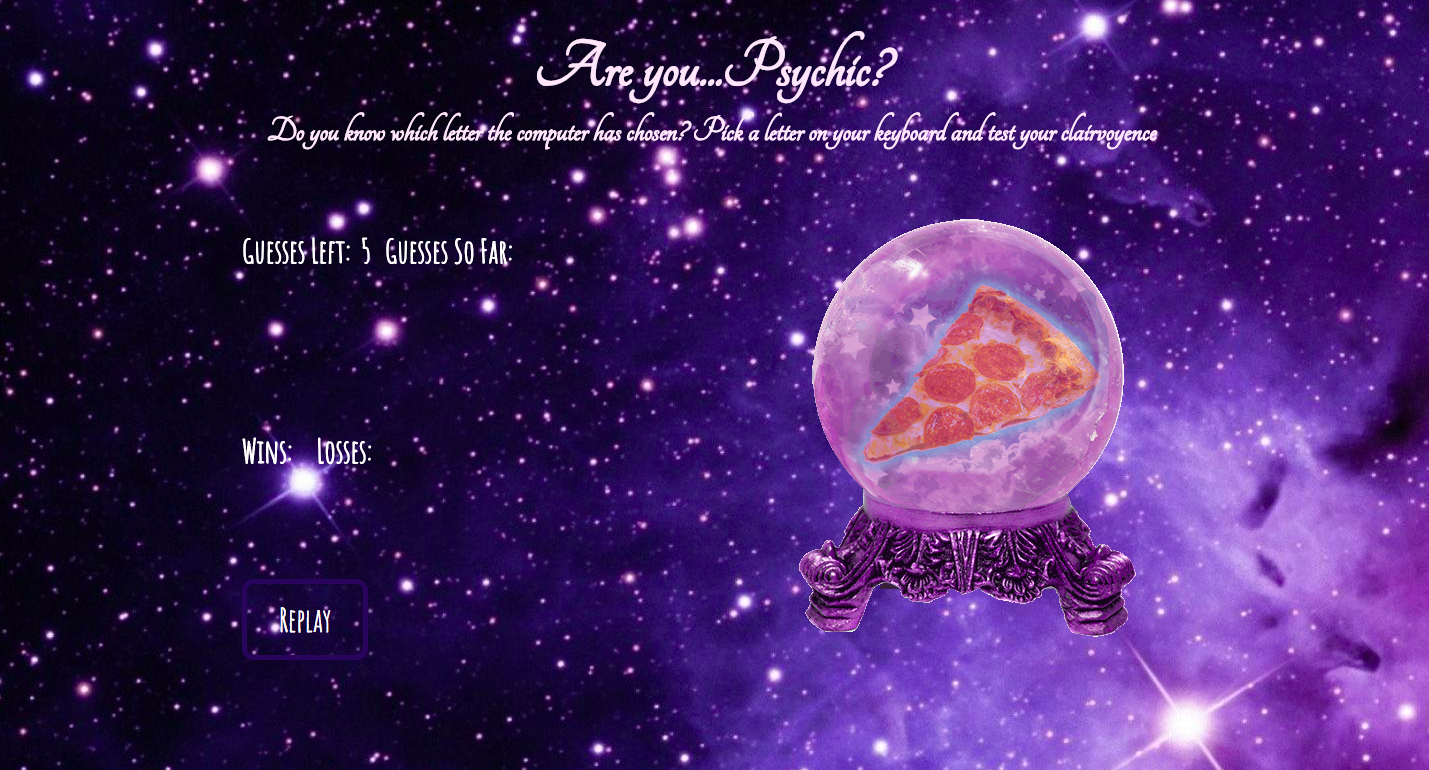 Are you...Psychic?
Do you know which letter the computer has chosen? Pick a letter on your keyboard and test your clairvoyence
Guesses Left: 5 Guesses So Far:
Wins: Losses:
Replay